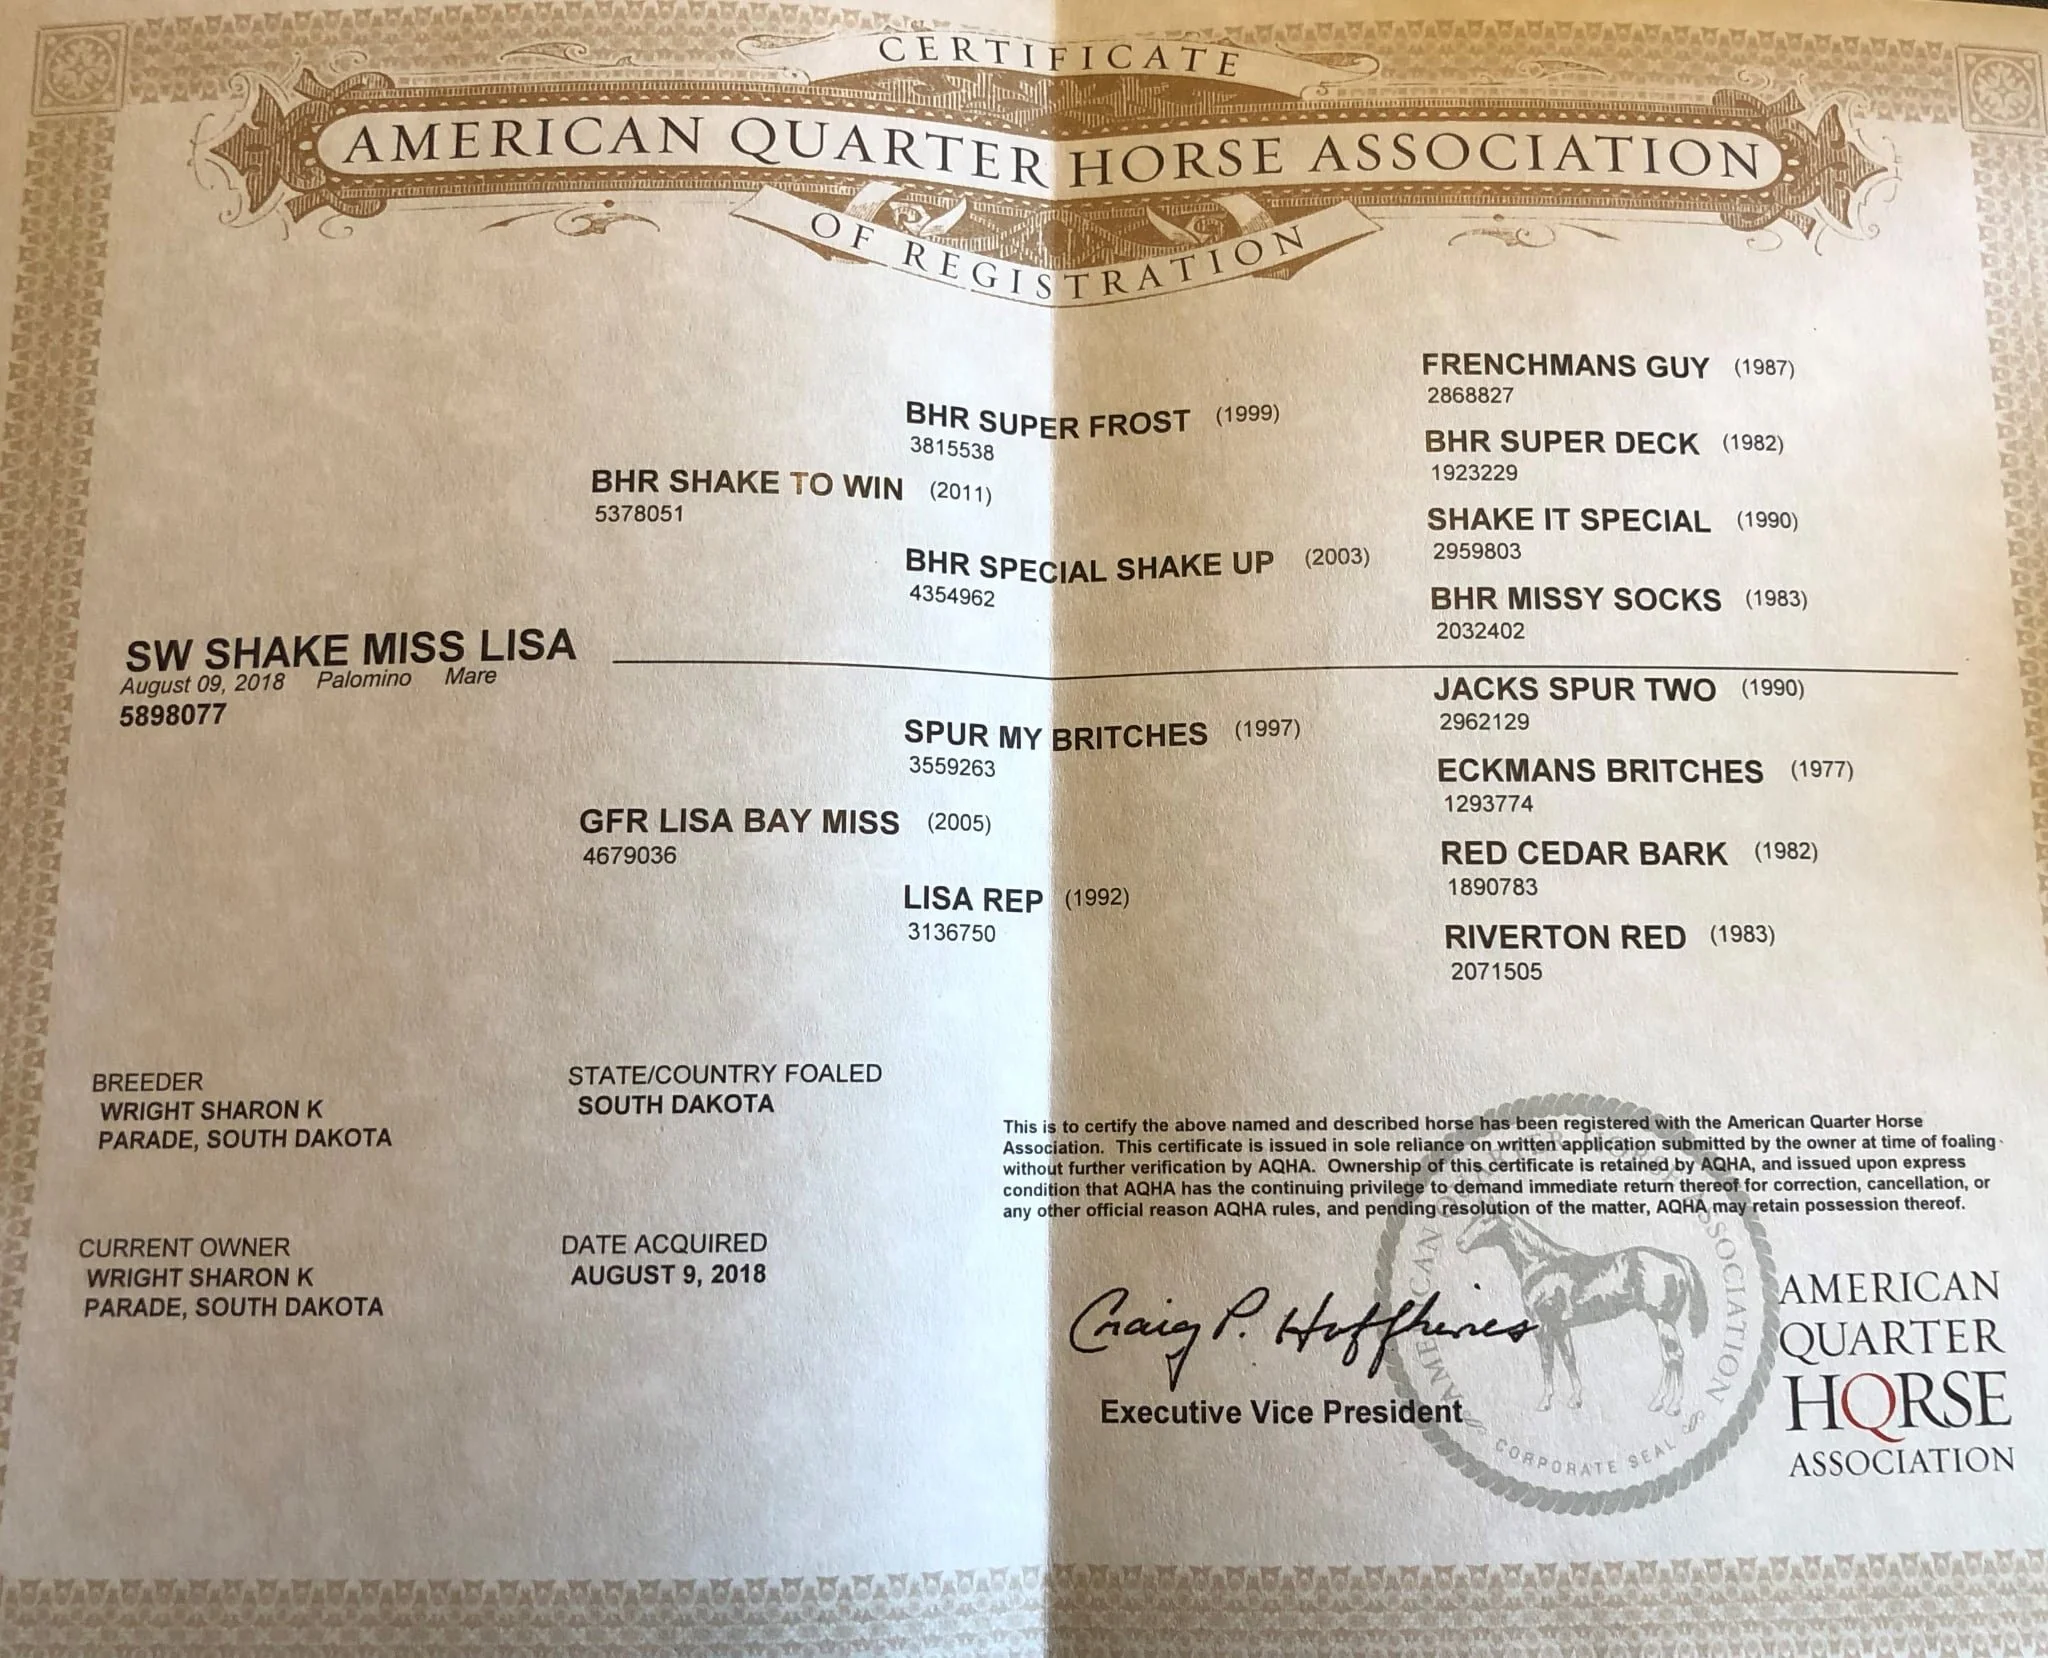 CERTIFICATE
AMERICAN QUARTER HORSE ASSOCIATION
OF REGISTRATION
FRENCHMANS GUY (1987)
2868827
BHR SUPER FROST (1999)
3815538
BHR SUPER DECK (1982)
1923229
BHR SHAKE TO WIN (2011)
5378051
SHAKE IT SPECIAL (1990)
2959803
BHR SPECIAL SHAKE UP (2003)
4354962
BHR MISSY SOCKS (1983)
2032402
SW SHAKE MISS LISA
August 09, 2018 Palomino Mare
5898077
JACKS SPUR TWO (1990)
2962129
SPUR MY BRITCHES (1997)
3559263
ECKMANS BRITCHES (1977)
1293774
GFR LISA BAY MISS (2005)
4679036
RED CEDAR BARK (1982)
1890783
LISA REP (1992)
3136750
RIVERTON RED (1983)
2071505
BREEDER
WRIGHT SHARON K
PARADE, SOUTH DAKOTA
STATE/COUNTRY FOALED
SOUTH DAKOTA
CURRENT OWNER
WRIGHT SHARON K
PARADE, SOUTH DAKOTA
DATE ACQUIRED
AUGUST 9, 2018
This is to certify the above named and described horse has been registered with the American Quarter Horse
Association. This certificate is issued in sole reliance on written application submitted by the owner at time of foaling
without further verification by AQHA. Ownership of this certificate is retained by AQHA, and issued upon express
condition that AQHA has the continuing privilege to demand immediate return thereof for correction, cancellation, or
any other official reason AQHA rules, and pending resolution of the matter, AQHA may retain possession thereof.
Craig P. Huffhines
Executive Vice President
AMERICAN QUARTER HORSE ASSOCIATION
CORPORATE SEAL
AMERICAN
QUARTER
HORSE
ASSOCIATION